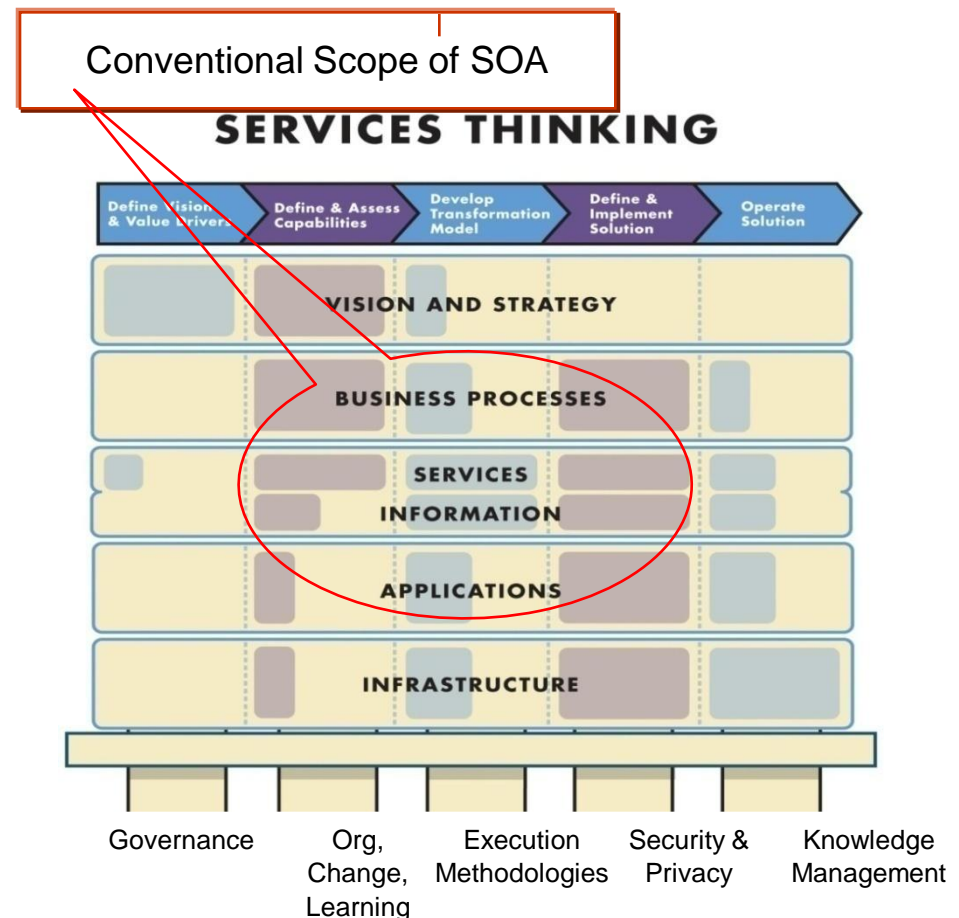 Conventional Scope of SOA
SERVICES THINKING
Define Vision
& Value Drivers
Define & Assess
Capabilities
Develop
Transformation
Model
Define &
Implement
Solution
Operate
Solution
VISION AND STRATEGY
BUSINESS PROCESSES
SERVICES
INFORMATION
APPLICATIONS
INFRASTRUCTURE
Governance
Org,
Change,
Learning
Execution
Methodologies
Security &
Privacy
Knowledge
Management